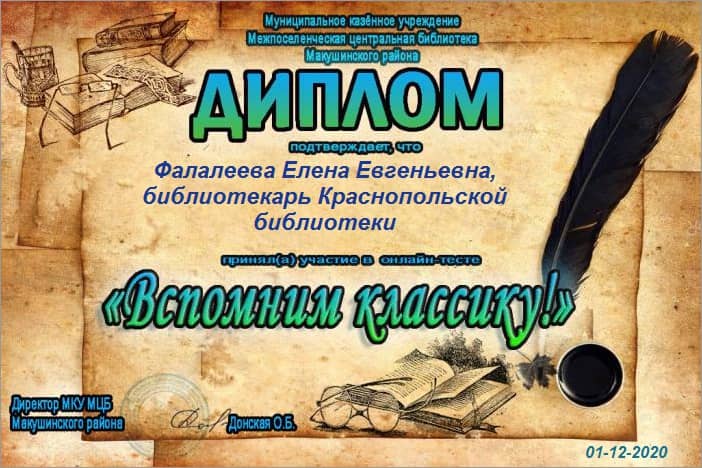 Муниципальное казённое учреждение
Межпоселенческая центральная библиотека
Макушинского района
ДИПЛОМ
подтверждает, что
Фалалеева Елена Евгеньевна,
библиотекарь Краснопольской
библиотеки
принял(а) участие в онлайн-тесте
«Вспомним классику!»
Директор МКУ МЦБ
Макушинского района
Донская О.Б.
01-12-2020